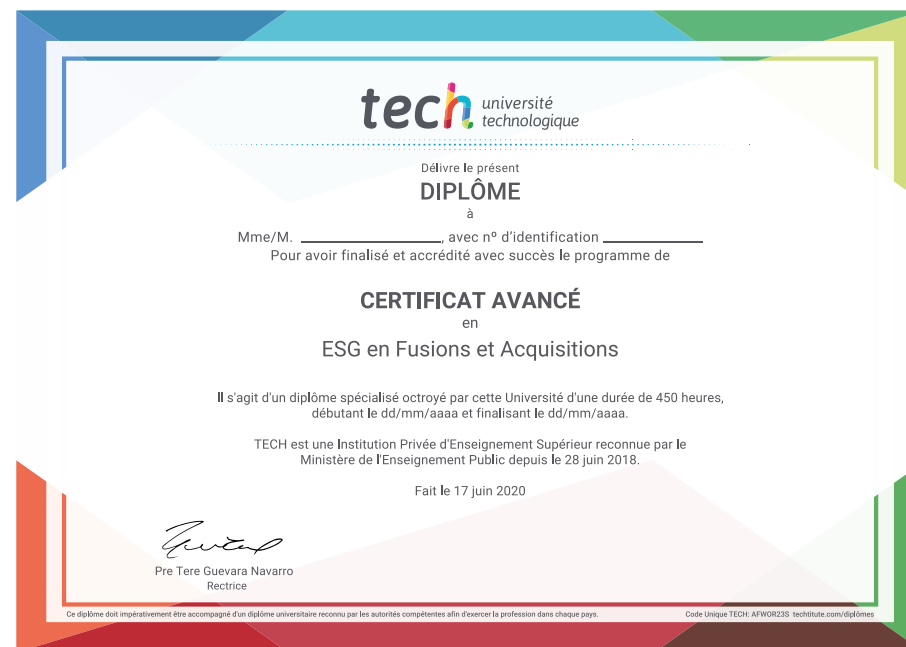 tech université
technologique
Délivre le présent
DIPLÔME
à
Mme/M. ____________________, avec nº d'identification ______________
Pour avoir finalisé et accrédité avec succès le programme de
CERTIFICAT AVANCÉ
en
ESG en Fusions et Acquisitions
Il s'agit d'un diplôme spécialisé octroyé par cette Université d'une durée de 450 heures,
débutant le dd/mm/aaaa et finalisant le dd/mm/aaaa.
TECH est une Institution Privée d'Enseignement Supérieur reconnue par le
Ministère de l'Enseignement Public depuis le 28 juin 2018.
Fait le 17 juin 2020
Pre Tere Guevara Navarro
Rectrice
Ce diplôme doit impérativement être accompagné d'un diplôme universitaire reconnu par les autorités compétentes afin d'exercer la profession dans chaque pays.
Code Unique TECH: AFWOR23S techtitute.com/diplômes